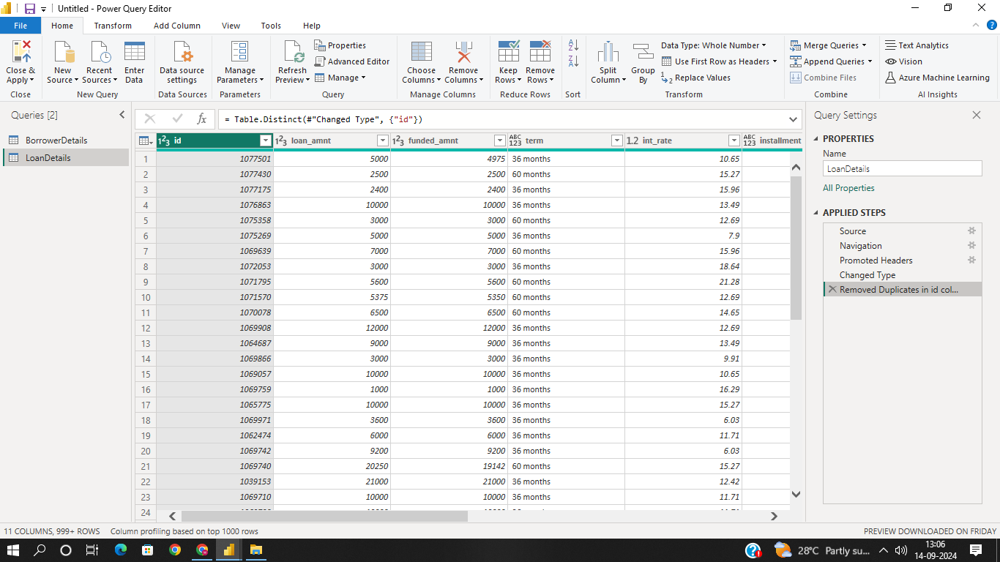 Untitled - Power Query Editor
File Home Transform Add Column View Tools Help
Close & Apply
New Source
Recent Sources
Enter Data
Data source settings
Manage Parameters
Refresh Preview
Properties
Advanced Editor
Manage
Choose Columns
Remove Columns
Keep Rows
Remove Rows
Split Column
Group By
Data Type: Whole Number
Use First Row as Headers
Replace Values
Merge Queries
Append Queries
Combine Files
Text Analytics
Vision
Azure Machine Learning
Close New Query Data Sources Parameters Query Manage Columns Reduce Rows Sort Transform Combine AI Insights
Queries [2]
BorrowerDetails
LoanDetails
fx = Table.Distinct(#"Changed Type", {"id"})
123 id 123 loan_amnt 123 funded_amnt ABC 123 term 1.2 int_rate ABC 123 installment
1 1077501 5000 4975 36 months 10.65
2 1077430 2500 2500 60 months 15.27
3 1077175 2400 2400 36 months 15.96
4 1076863 10000 10000 36 months 13.49
5 1075358 3000 3000 60 months 12.69
6 1075269 5000 5000 36 months 7.9
7 1069639 7000 7000 60 months 15.96
8 1072053 3000 3000 36 months 18.64
9 1071795 5600 5600 60 months 21.28
10 1071570 5375 5350 60 months 12.69
11 1070078 6500 6500 60 months 14.65
12 1069908 12000 12000 36 months 12.69
13 1064687 9000 9000 36 months 13.49
14 1069866 3000 3000 36 months 9.91
15 1069057 10000 10000 36 months 10.65
16 1069759 1000 1000 36 months 16.29
17 1065775 10000 10000 36 months 15.27
18 1069971 3600 3600 36 months 6.03
19 1062474 6000 6000 36 months 11.71
20 1069742 9200 9200 36 months 6.03
21 1069740 20250 19142 60 months 15.27
22 1039153 21000 21000 36 months 12.42
23 1069710 10000 10000 36 months 11.71
24
Query Settings
PROPERTIES
Name
LoanDetails
All Properties
APPLIED STEPS
Source
Navigation
Promoted Headers
Changed Type
Removed Duplicates in id col...
11 COLUMNS, 999+ ROWS Column profiling based on top 1000 rows
PREVIEW DOWNLOADED ON FRIDAY
28°C Partly su...
13:06
14-09-2024